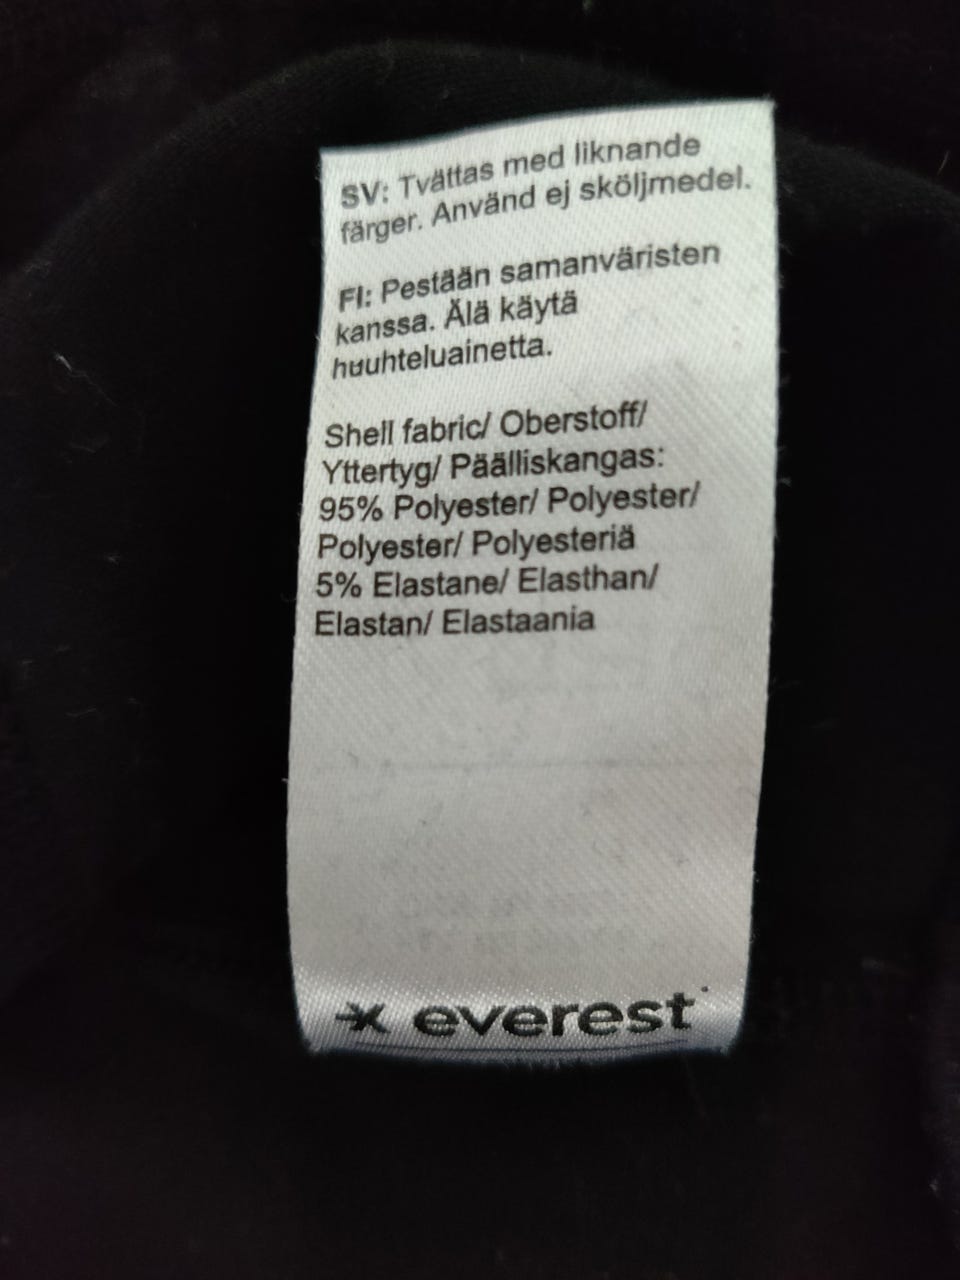 SV: Tvättas med liknande
färger. Använd ej sköljmedel.
FI: Pestään samanväristen
kanssa. Älä käytä
huuhteluainetta.
Shell fabric/ Oberstoff/
Yttertyg/ Päälliskangas:
95% Polyester/ Polyester/
Polyester/ Polyesteriä
5% Elastane/ Elasthan/
Elastan/ Elastaania
everest